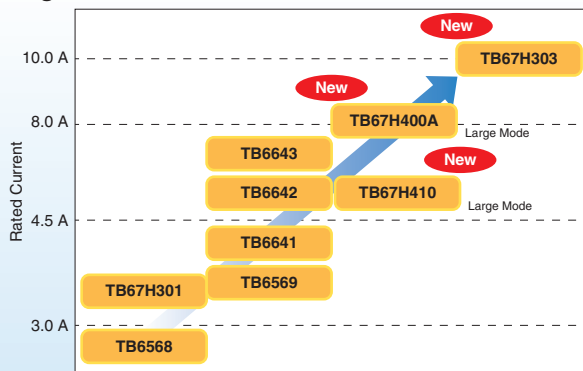 New
10.0 A
TB67H303
New
8.0 A
TB67H400A
Large Mode
TB6643
New
Rated Current
TB6642
TB67H410
Large Mode
4.5 A
TB6641
TB67H301
TB6569
3.0 A
TB6568